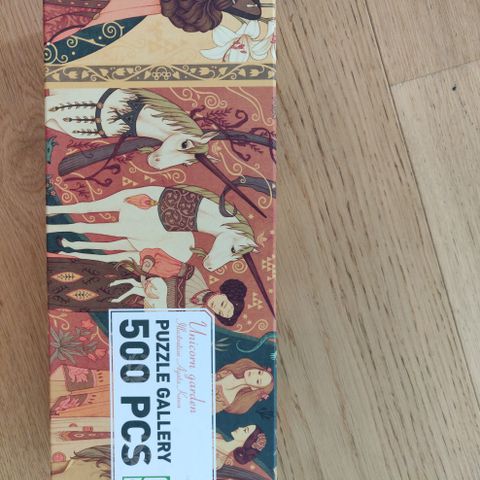 Unicorn garden
PUZZLE GALLERY
500 PCS